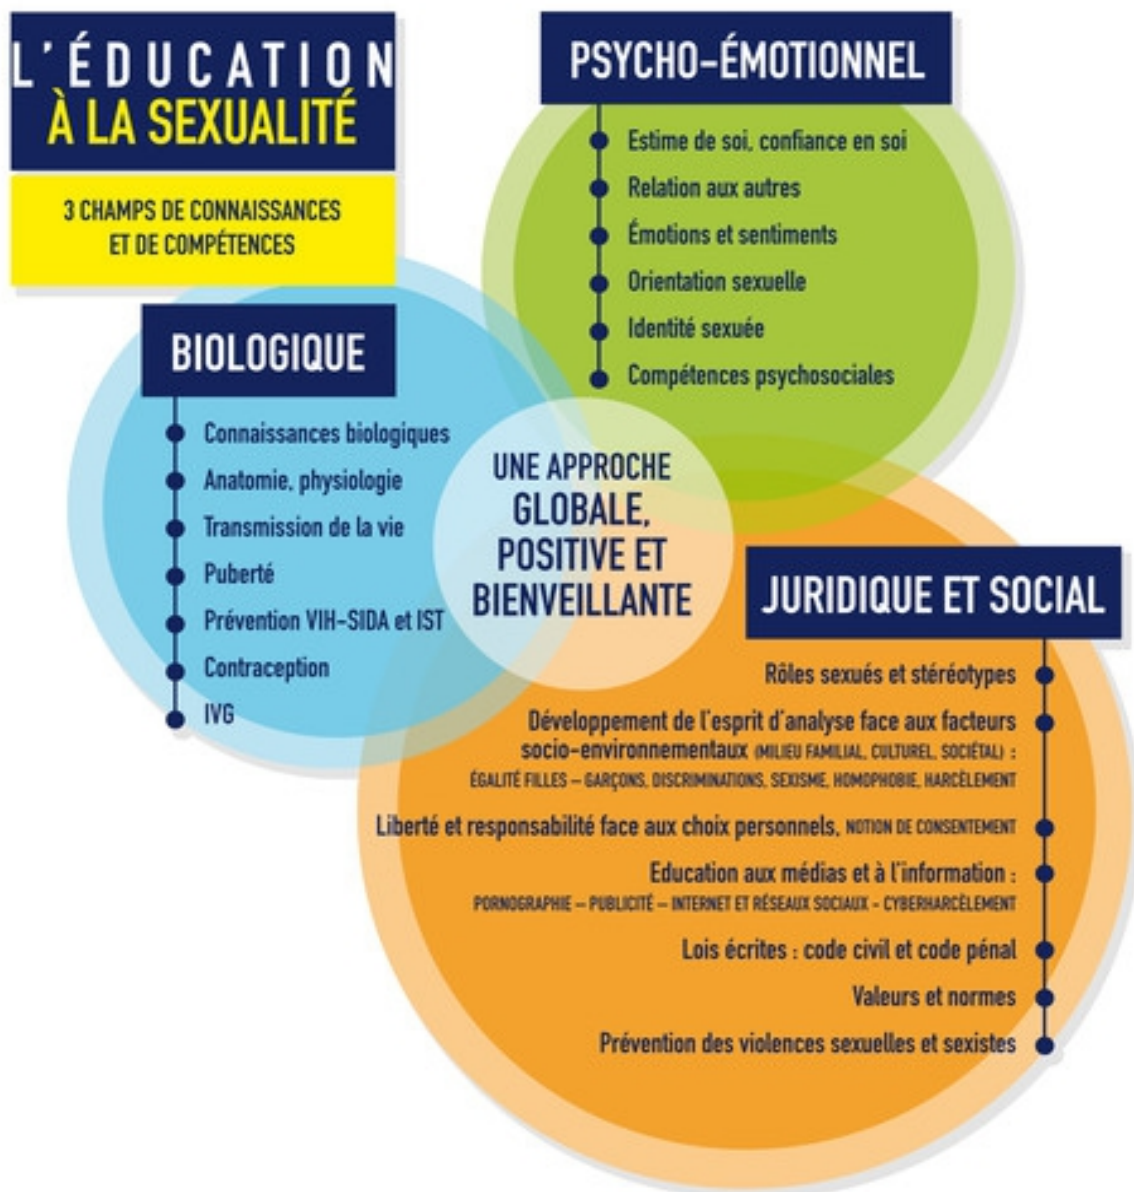 L'ÉDUCATION
À LA SEXUALITÉ
3 CHAMPS DE CONNAISSANCES
ET DE COMPÉTENCES
PSYCHO-ÉMOTIONNEL
Estime de soi, confiance en soi
Relation aux autres
Émotions et sentiments
Orientation sexuelle
Identité sexuée
Compétences psychosociales
BIOLOGIQUE
Connaissances biologiques
Anatomie, physiologie
Transmission de la vie
Puberté
Prévention VIH-SIDA et IST
Contraception
IVG
UNE APPROCHE
GLOBALE,
POSITIVE ET
BIENVEILLANTE
JURIDIQUE ET SOCIAL
Rôles sexués et stéréotypes
Développement de l'esprit d'analyse face aux facteurs
socio-environnementaux (MILIEU FAMILIAL, CULTUREL, SOCIÉTAL) :
ÉGALITÉ FILLES – GARÇONS, DISCRIMINATIONS, SEXISME, HOMOPHOBIE, HARCÈLEMENT
Liberté et responsabilité face aux choix personnels, NOTION DE CONSENTEMENT
Education aux médias et à l'information :
PORNOGRAPHIE – PUBLICITÉ – INTERNET ET RÉSEAUX SOCIAUX - CYBERHARCÈLEMENT
Lois écrites : code civil et code pénal
Valeurs et normes
Prévention des violences sexuelles et sexistes